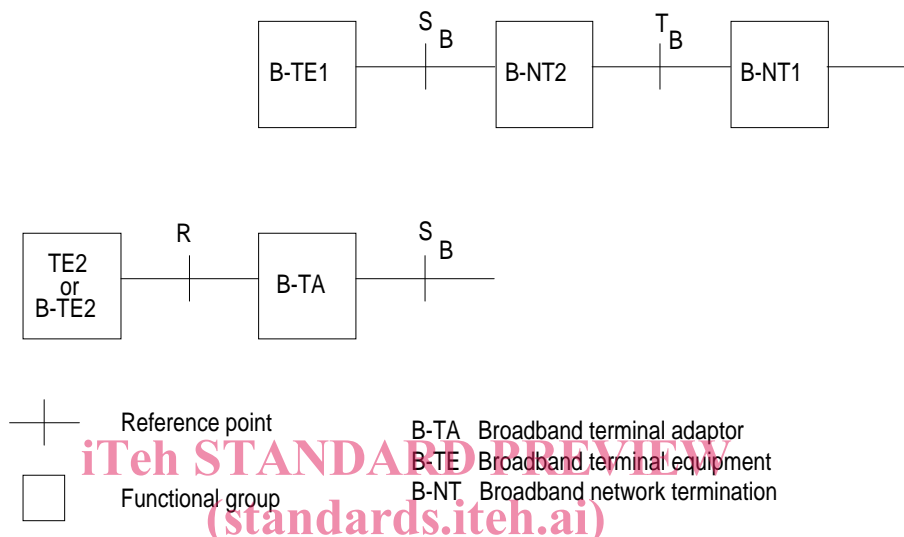 S B
T B
B-TE1
B-NT2
B-NT1
R
S B
TE2
or
B-TE2
B-TA
Reference point
Functional group
B-TA Broadband terminal adaptor
B-TE Broadband terminal equipment
B-NT Broadband network termination
iTeh STANDARD PREVIEW
(standards.iteh.ai)